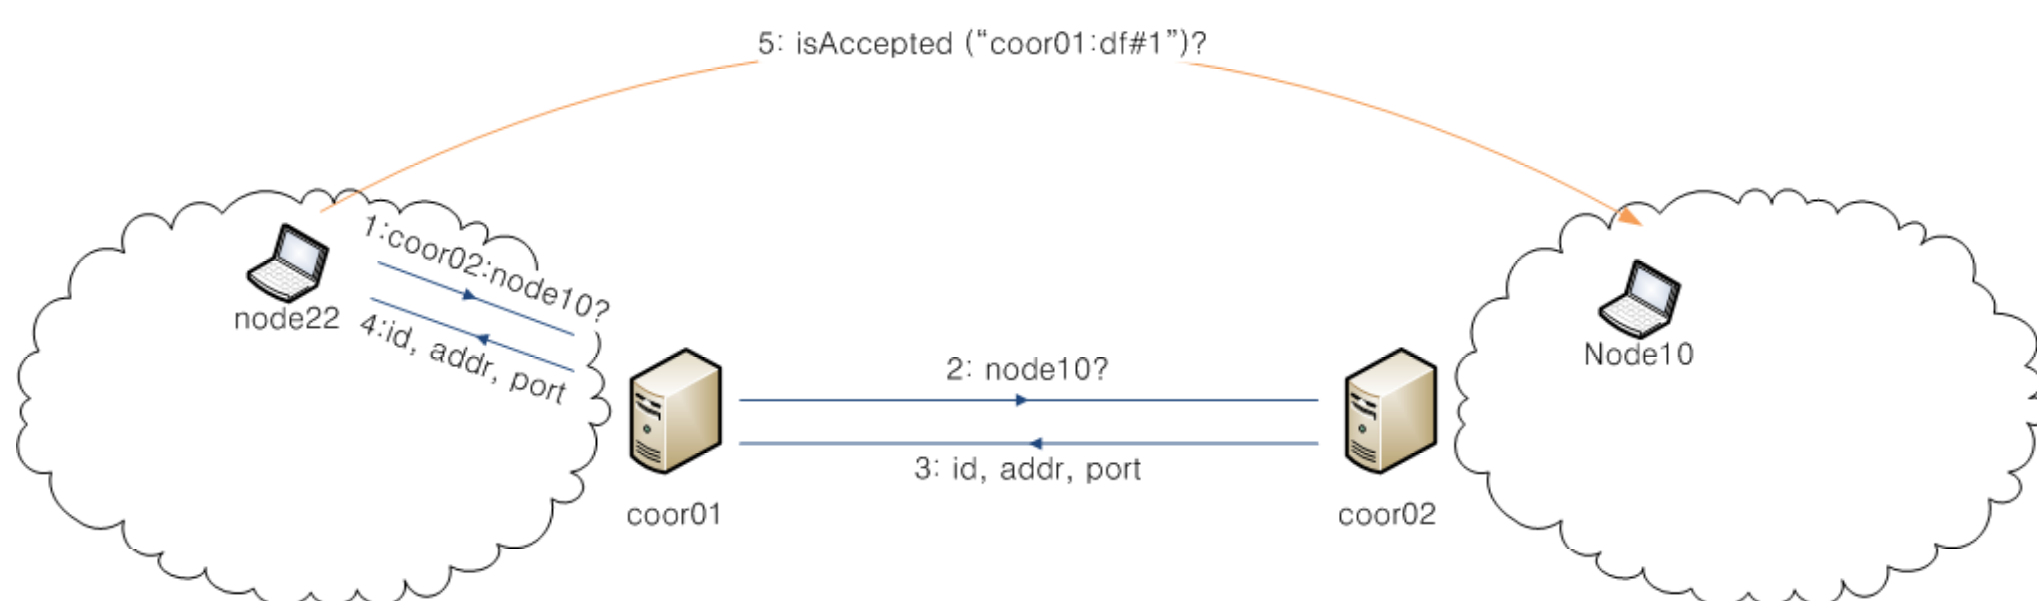 5: isAccepted (“coor01:df#1”)?
1:coor02:node10?
node22
4:id, addr, port
Node10
2: node10?
3: id, addr, port
coor01
coor02